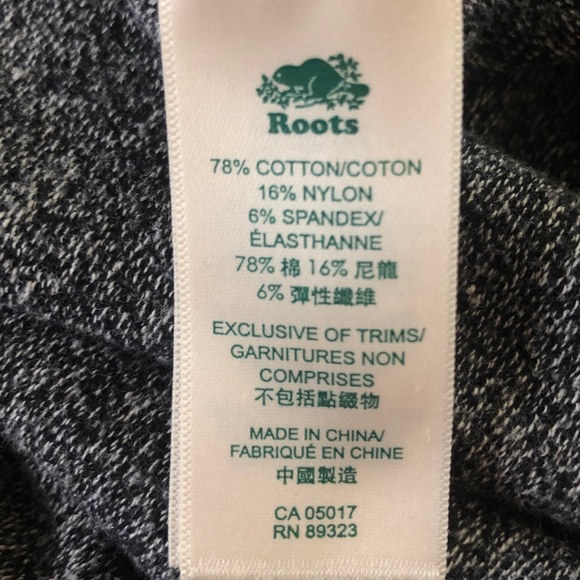 Roots
78% COTTON/COTON
16% NYLON
6% SPANDEX/
ÉLASTHANNE
78% 棉 16% 尼龍
6% 彈性纖維
EXCLUSIVE OF TRIMS/
GARNITURES NON
COMPRISES
不包括點綴物
MADE IN CHINA/
FABRIQUÉ EN CHINE
中國製造
CA 05017
RN 89323